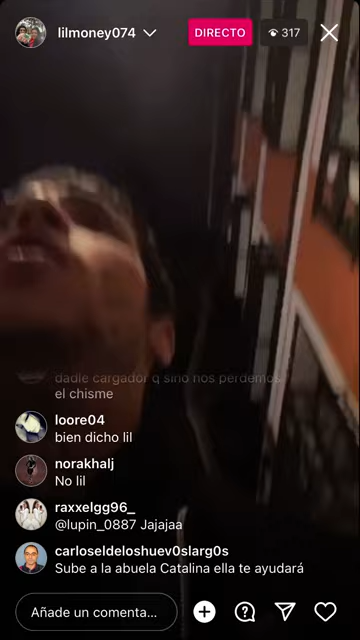 lilmoney074
DIRECTO
317
dadle cargador q sino nos perdemos
el chisme
loore04
bien dicho lil
norakhalj
No lil
raxxelgg96_
@lupin_0887 Jajajaa
carloseldeloshuev0slarg0s
Sube a la abuela Catalina ella te ayudará
Añade un comenta...